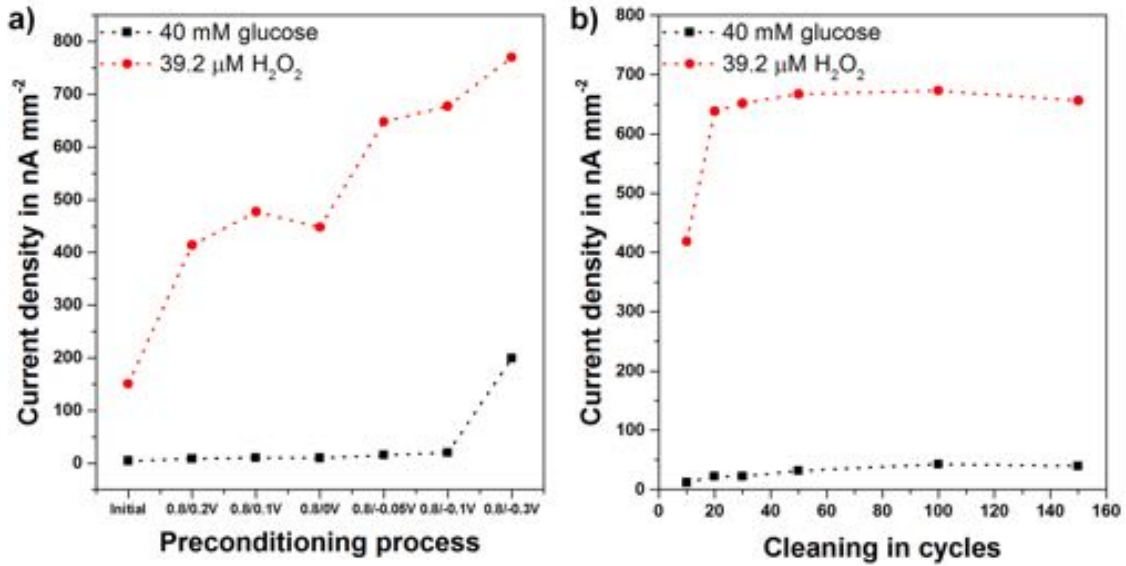 a)
40 mM glucose
39.2 μM H₂O₂
Current density in nA mm⁻²
800
700
600
500
400
300
200
100
0
Initial 0.8/0.2V 0.8/0.1V 0.8/0V 0.8/-0.05V 0.8/-0.1V 0.8/-0.3V
Preconditioning process
b)
40 mM glucose
39.2 μM H₂O₂
Current density in nA mm⁻²
800
700
600
500
400
300
200
100
0
0 20 40 60 80 100 120 140 160
Cleaning in cycles